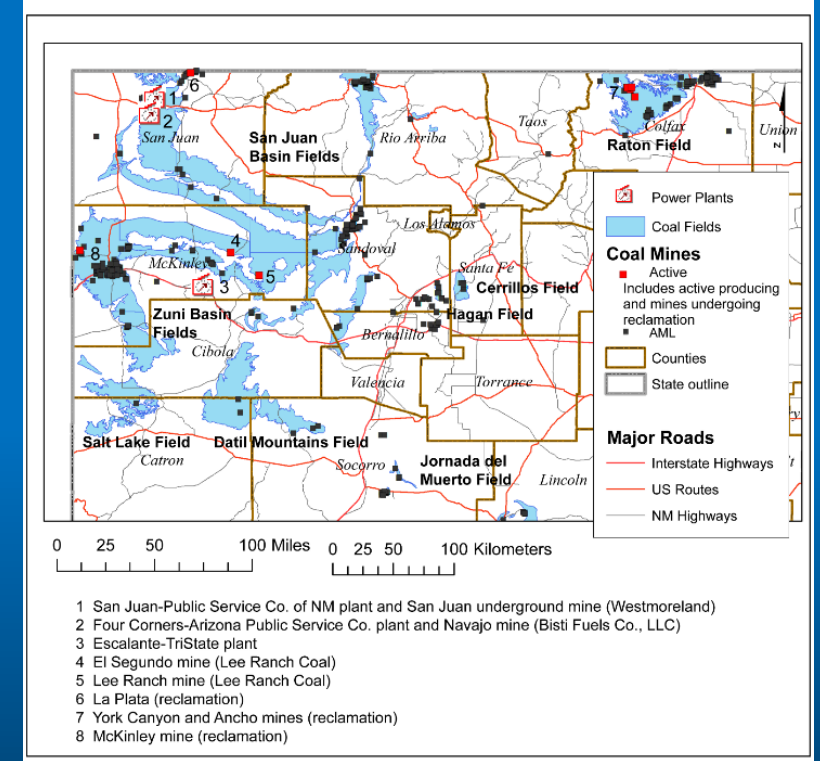 6
1
2
San Juan
San Juan
Basin Fields
Rio Arriba
Taos
7
Colfax
Raton Field
Union
N
Los Alamos
Sandoval
Santa Fe
Cerrillos Field
Hagan Field
8
McKinley
4
5
3
Zuni Basin
Fields
Cibola
Bernalillo
Valencia
Torrance
Salt Lake Field
Datil Mountains Field
Catron
Socorro
Jornada del
Muerto Field
Lincoln
Power Plants
Coal Fields
Coal Mines
Active
Includes active producing
and mines undergoing
reclamation
AML
Counties
State outline
Major Roads
Interstate Highways
US Routes
NM Highways
0 25 50 100 Miles
0 25 50 100 Kilometers
1 San Juan-Public Service Co. of NM plant and San Juan underground mine (Westmoreland)
2 Four Corners-Arizona Public Service Co. plant and Navajo mine (Bisti Fuels Co., LLC)
3 Escalante-TriState plant
4 El Segundo mine (Lee Ranch Coal)
5 Lee Ranch mine (Lee Ranch Coal)
6 La Plata (reclamation)
7 York Canyon and Ancho mines (reclamation)
8 McKinley mine (reclamation)